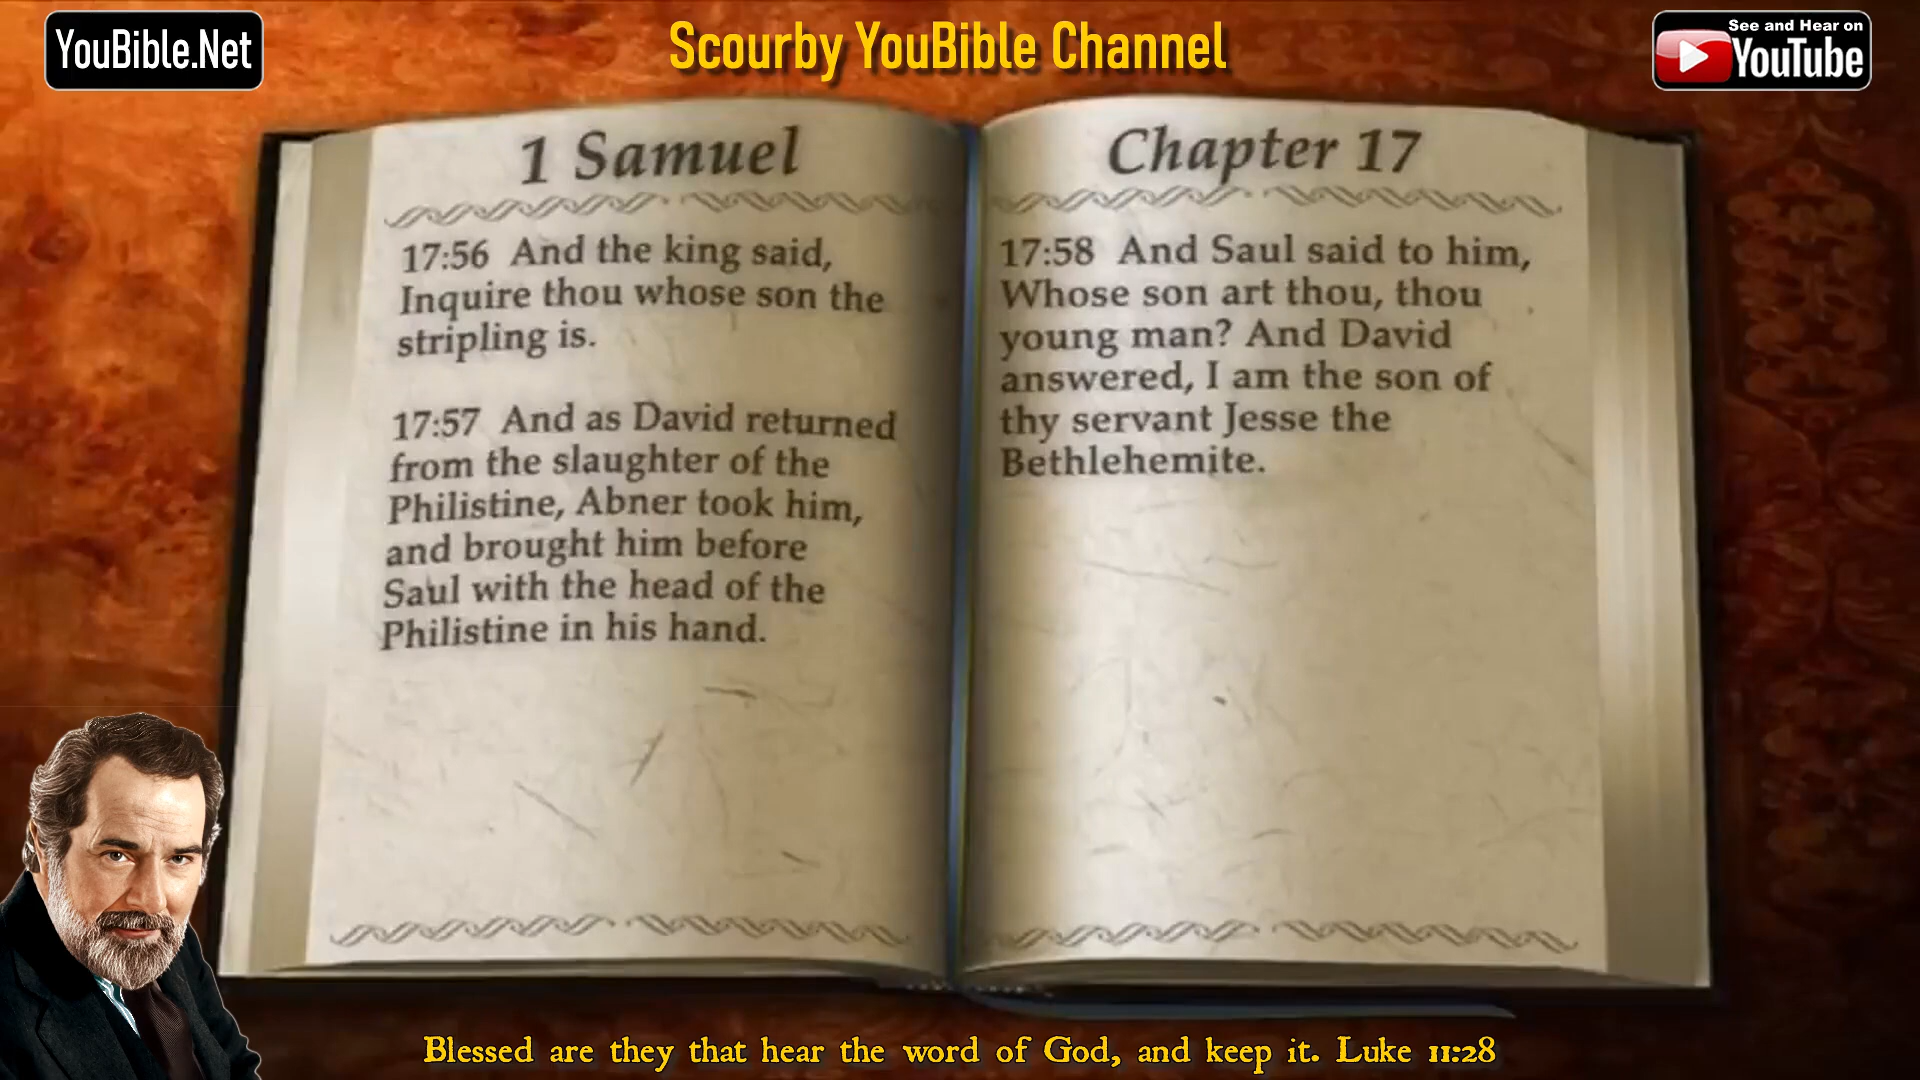 YouBible.Net
Scourby YouBible Channel
See and Hear on
YouTube
1 Samuel
17:56 And the king said,
Inquire thou whose son the
stripling is.
17:57 And as David returned
from the slaughter of the
Philistine, Abner took him,
and brought him before
Saul with the head of the
Philistine in his hand.
Chapter 17
17:58 And Saul said to him,
Whose son art thou, thou
young man? And David
answered, I am the son of
thy servant Jesse the
Bethlehemite.
Blessed are they that hear the word of God, and keep it. Luke 11:28